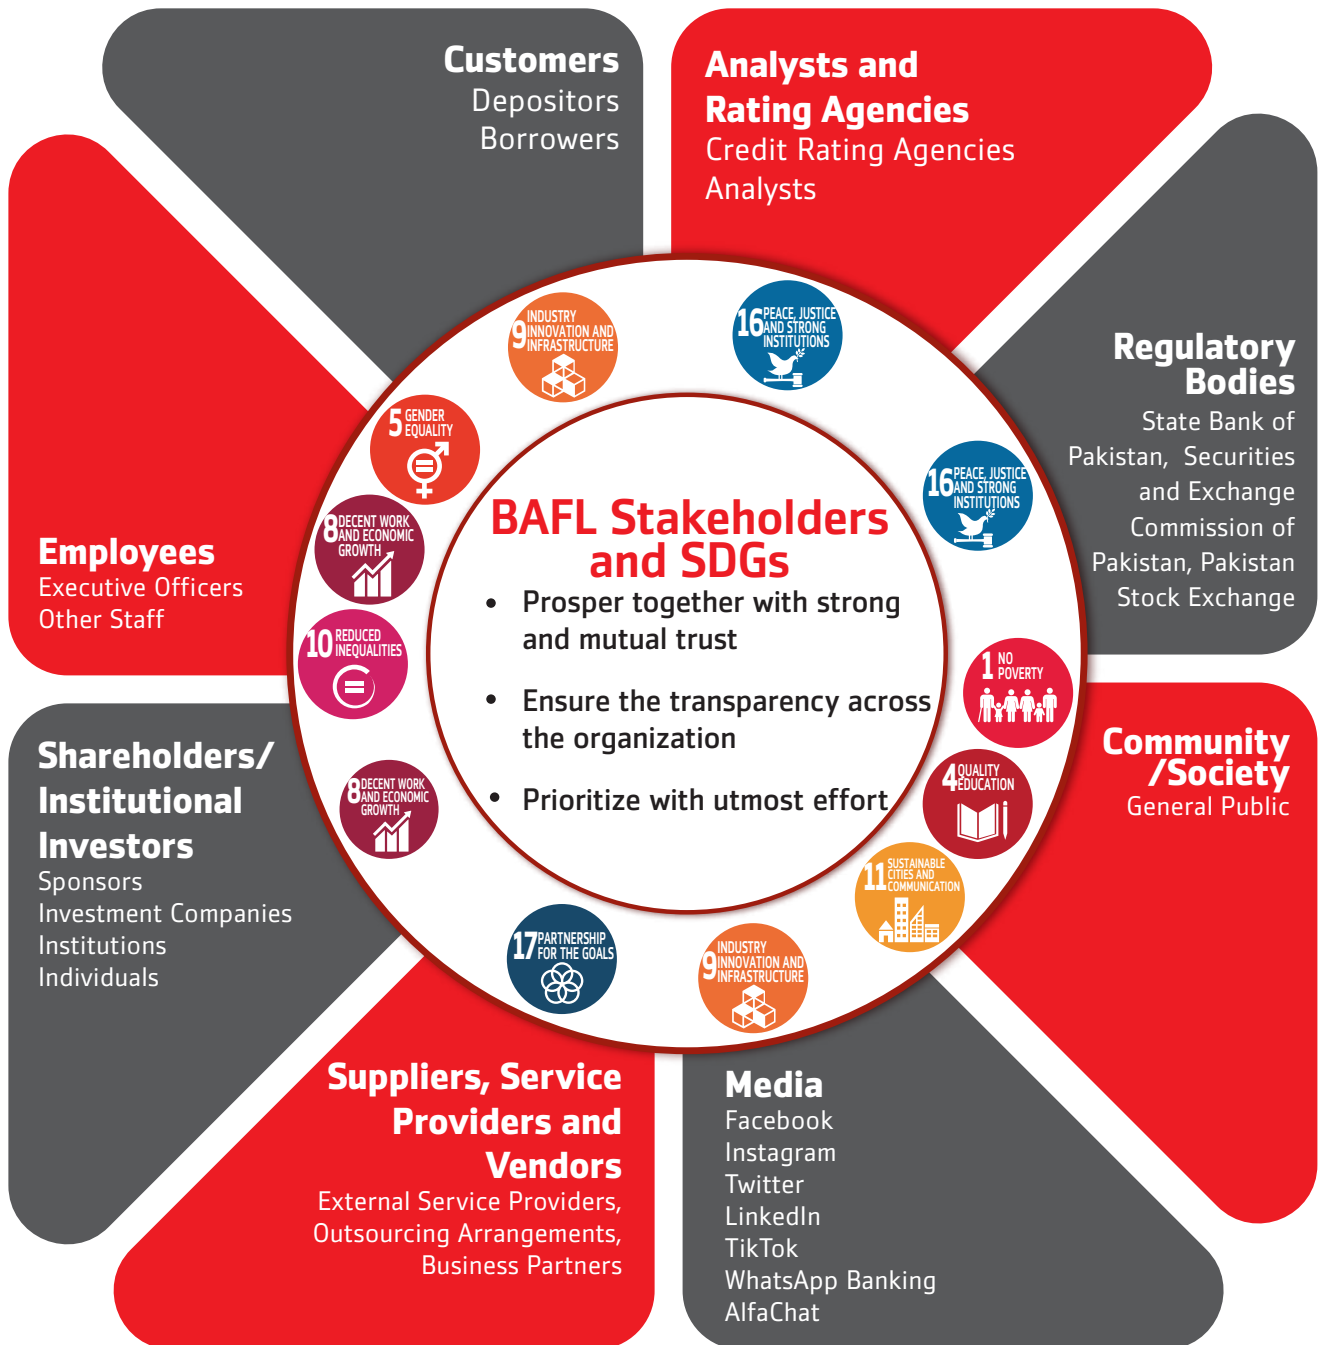 Customers
Depositors
Borrowers
Analysts and
Rating Agencies
Credit Rating Agencies
Analysts
Regulatory
Bodies
State Bank of
Pakistan, Securities
and Exchange
Commission of
Pakistan, Pakistan
Stock Exchange
Community
/Society
General Public
Media
Facebook
Instagram
Twitter
LinkedIn
TikTok
WhatsApp Banking
AlfaChat
Suppliers, Service
Providers and
Vendors
External Service Providers,
Outsourcing Arrangements,
Business Partners
Shareholders/
Institutional
Investors
Sponsors
Investment Companies
Institutions
Individuals
Employees
Executive Officers
Other Staff
9 INDUSTRY
INNOVATION AND
INFRASTRUCTURE
16 PEACE, JUSTICE
AND STRONG
INSTITUTIONS
16 PEACE, JUSTICE
AND STRONG
INSTITUTIONS
1 NO
POVERTY
4 QUALITY
EDUCATION
11 SUSTAINABLE
CITIES AND
COMMUNICATION
9 INDUSTRY
INNOVATION AND
INFRASTRUCTURE
17 PARTNERSHIP
FOR THE GOALS
8 DECENT WORK
AND ECONOMIC
GROWTH
10 REDUCED
INEQUALITIES
8 DECENT WORK
AND ECONOMIC
GROWTH
5 GENDER
EQUALITY
BAFL Stakeholders
and SDGs
• Prosper together with strong
and mutual trust
• Ensure the transparency across
the organization
• Prioritize with utmost effort